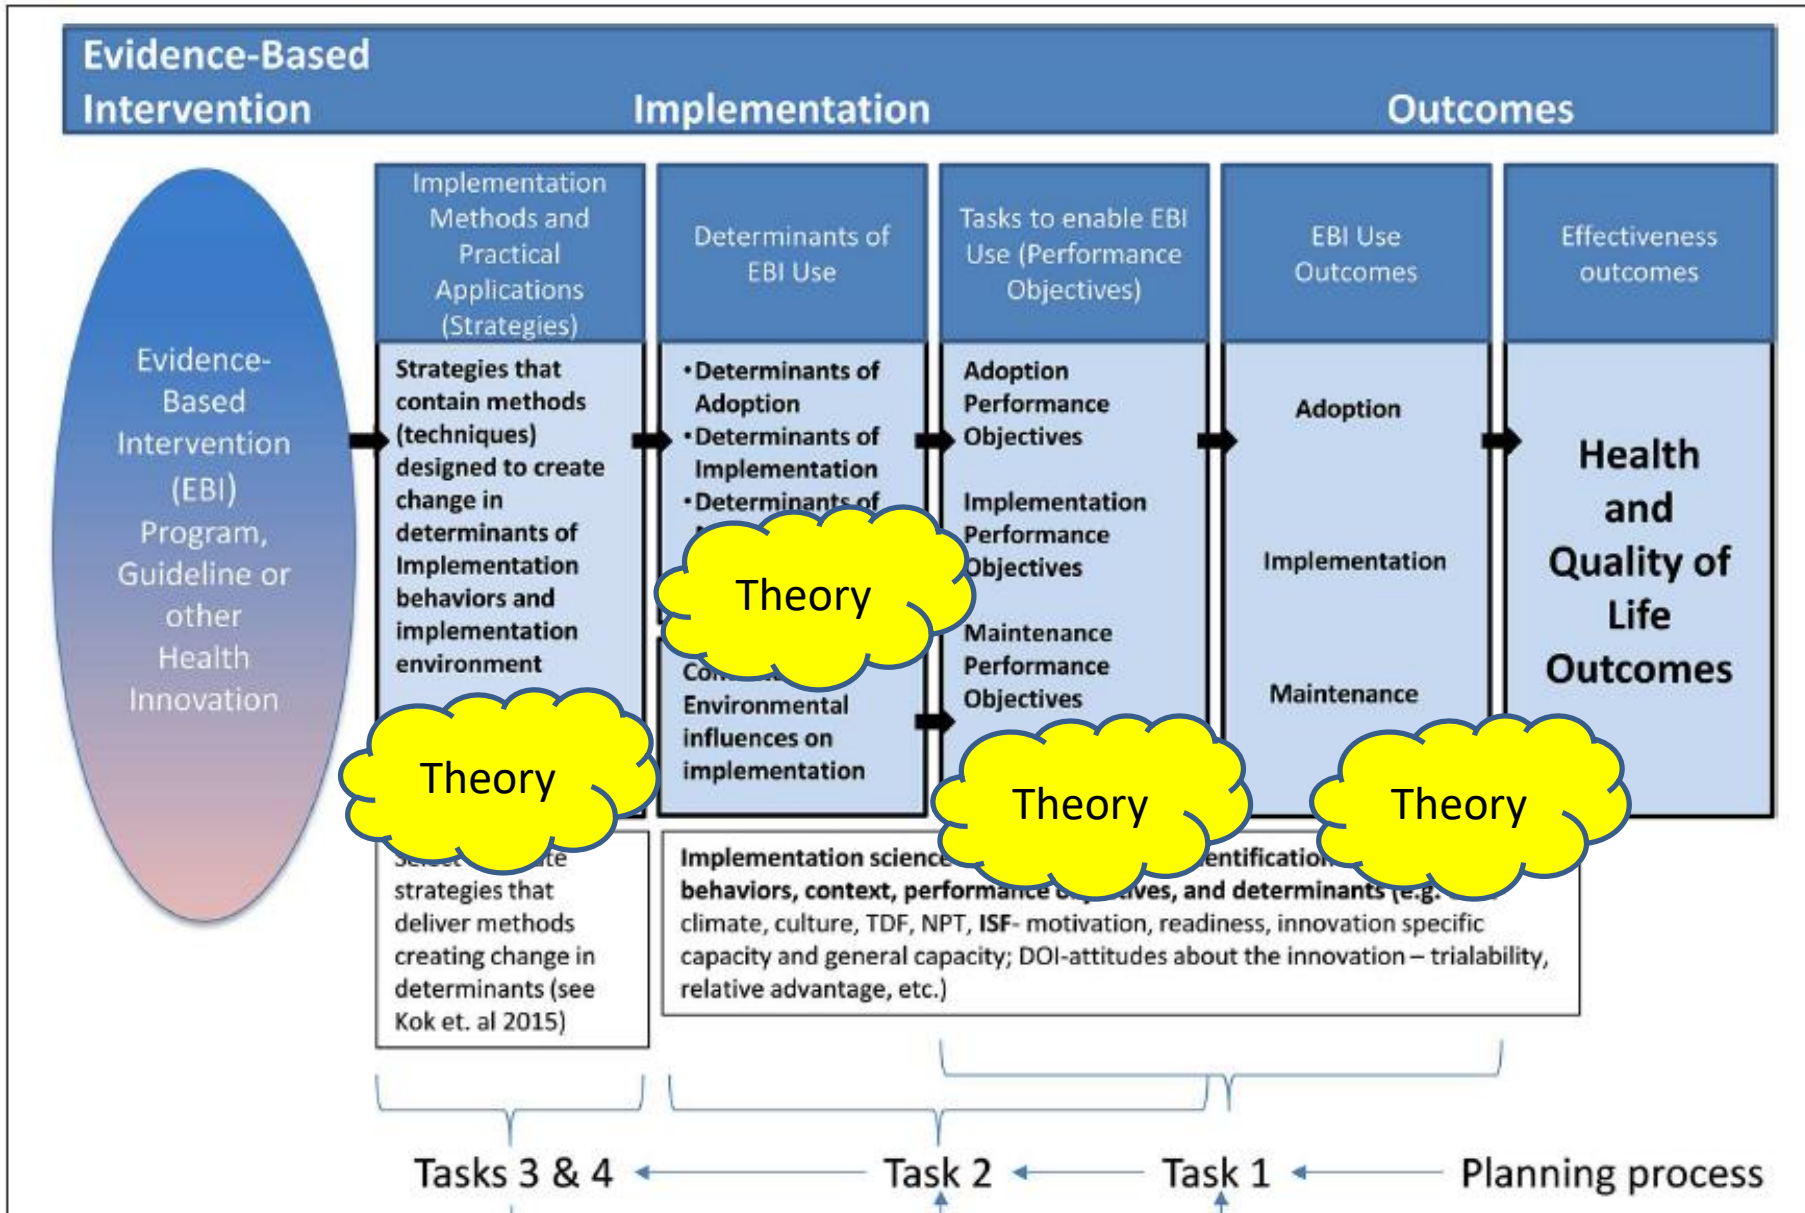 Evidence-Based
Intervention
Implementation
Outcomes
Evidence-
Based
Intervention
(EBI)
Program,
Guideline or
other
Health
Innovation
Implementation
Methods and
Practical
Applications
(Strategies)
Strategies that
contain methods
(techniques)
designed to create
change in
determinants of
Implementation
behaviors and
implementation
environment
Theory
strategies that
deliver methods
creating change in
determinants (see
Kok et. al 2015)
Determinants of
EBI Use
•Determinants of
Adoption
•Determinants of
Implementation
•Determinants of
Theory
Environmental
influences on
implementation
Tasks to enable EBI
Use (Performance
Objectives)
Adoption
Performance
Objectives
Implementation
Performance
Objectives
Maintenance
Performance
Objectives
Theory
EBI Use
Outcomes
Adoption
Implementation
Maintenance
Theory
Effectiveness
outcomes
Health
and
Quality of
Life
Outcomes
Implementation science
behaviors, context, performance and determinants (e.g.
climate, culture, TDF, NPT, ISF- motivation, readiness, innovation specific
capacity and general capacity; DOI-attitudes about the innovation – trialability,
relative advantage, etc.)
Tasks 3 & 4
Task 2
Task 1
Planning process